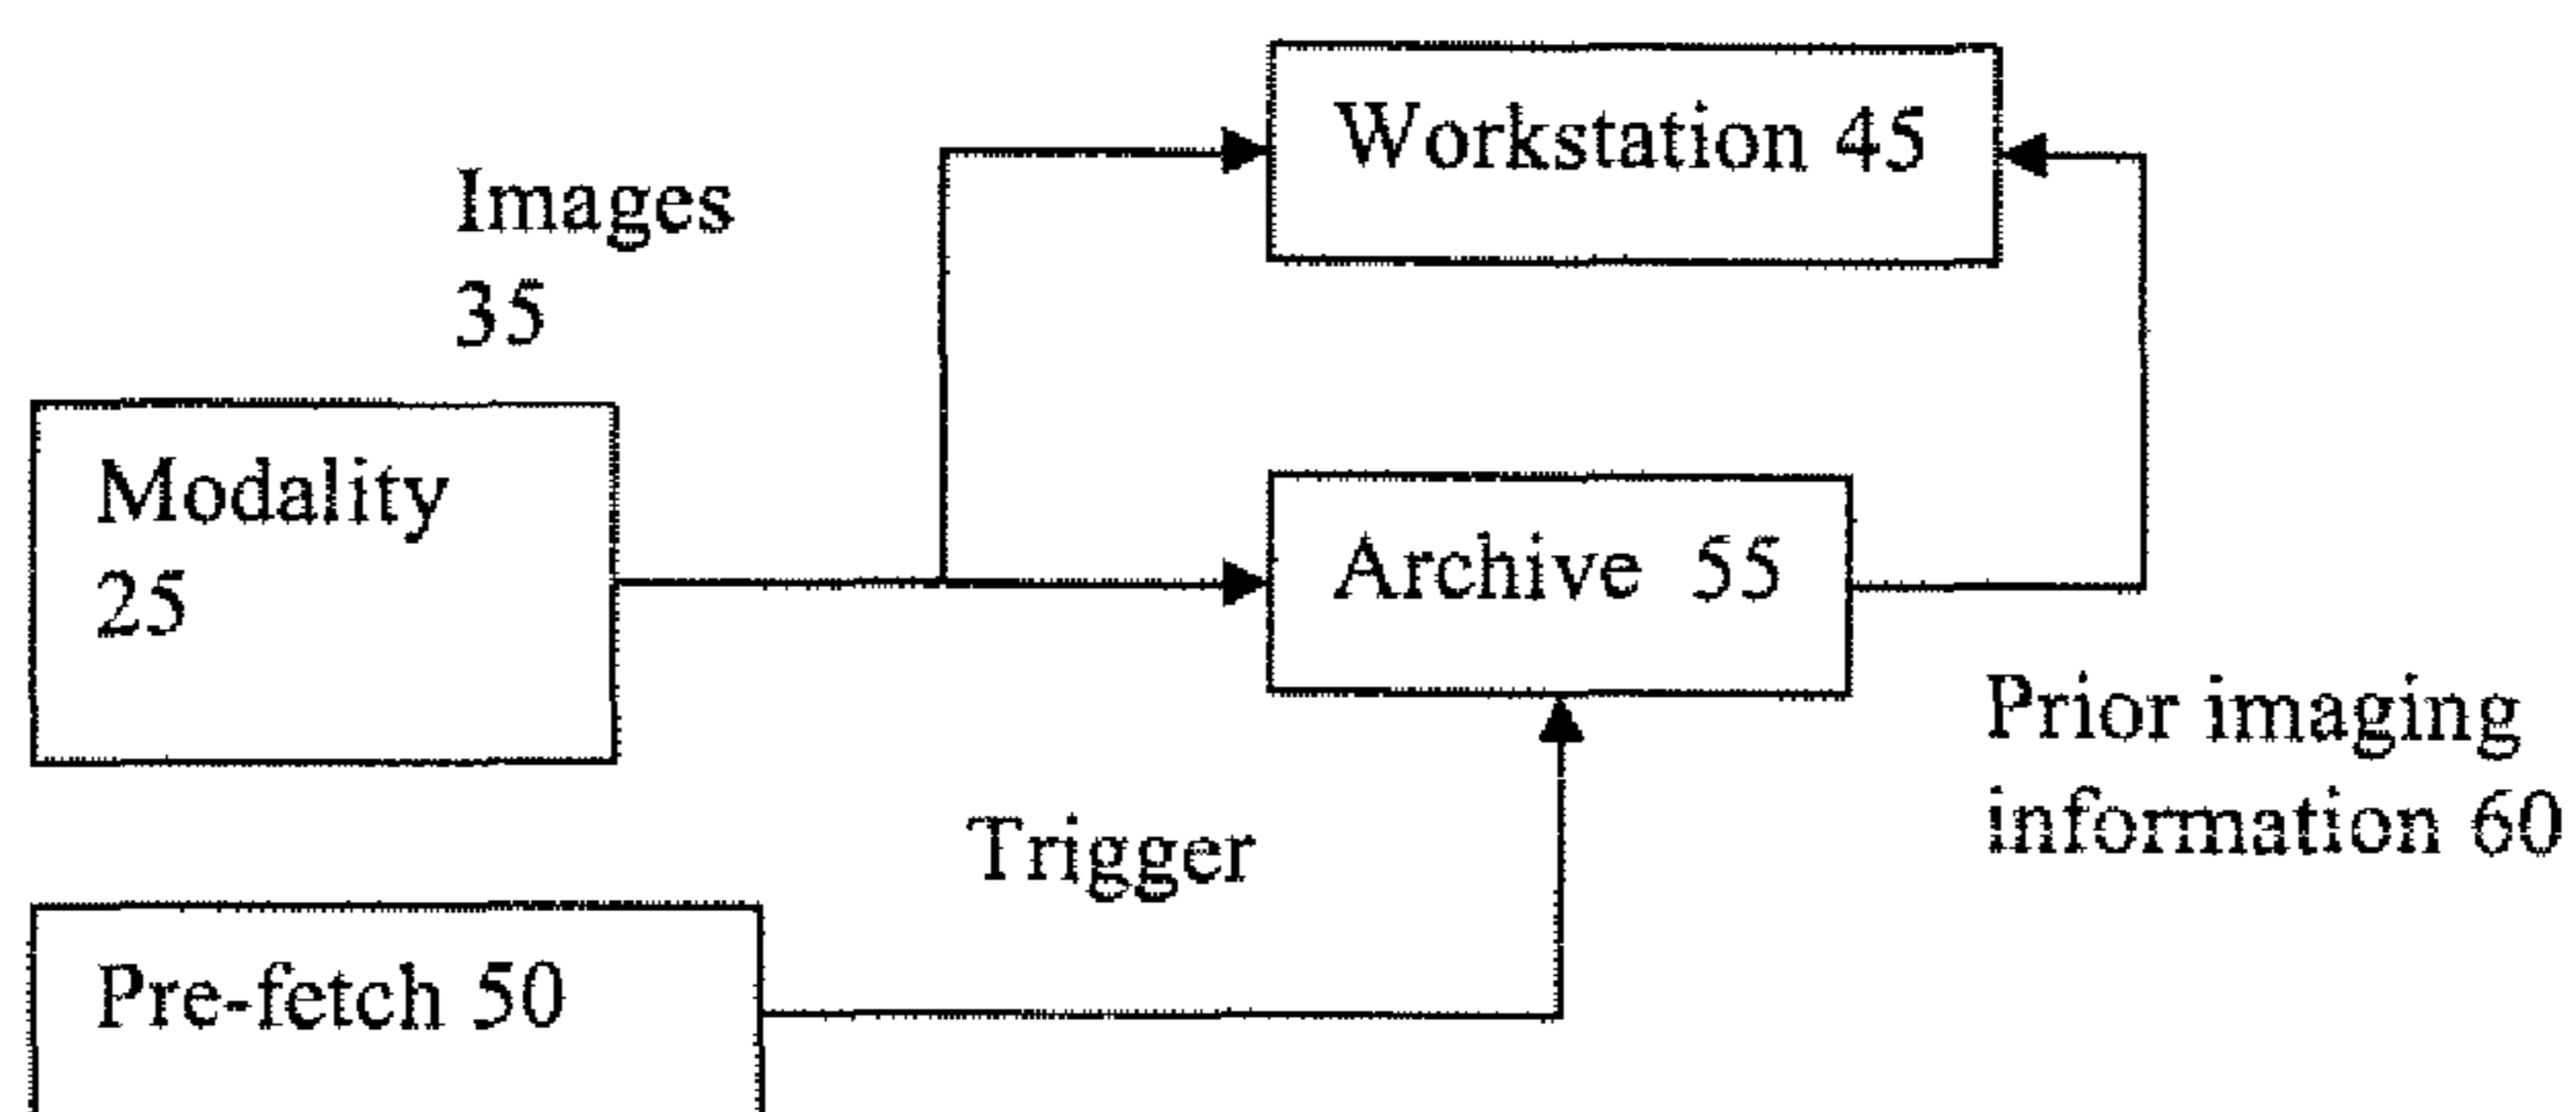 Workstation 45
Images
35
Modality
25
Archive  55
Prior imaging
information 60
Trigger
Pre-fetch 50